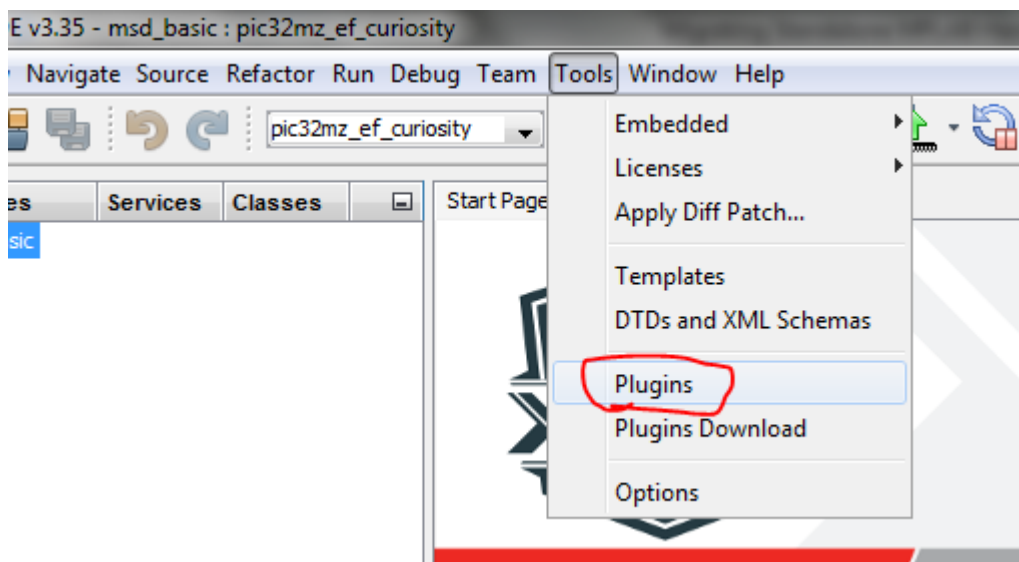 E v3.35 - msd_basic : pic32mz_ef_curiosity
Navigate Source Refactor Run Debug Team Tools Window Help
pic32mz_ef_curiosity
es Services Classes Start Page
sic
Embedded
Licenses
Apply Diff Patch...
Templates
DTDs and XML Schemas
Plugins
Plugins Download
Options